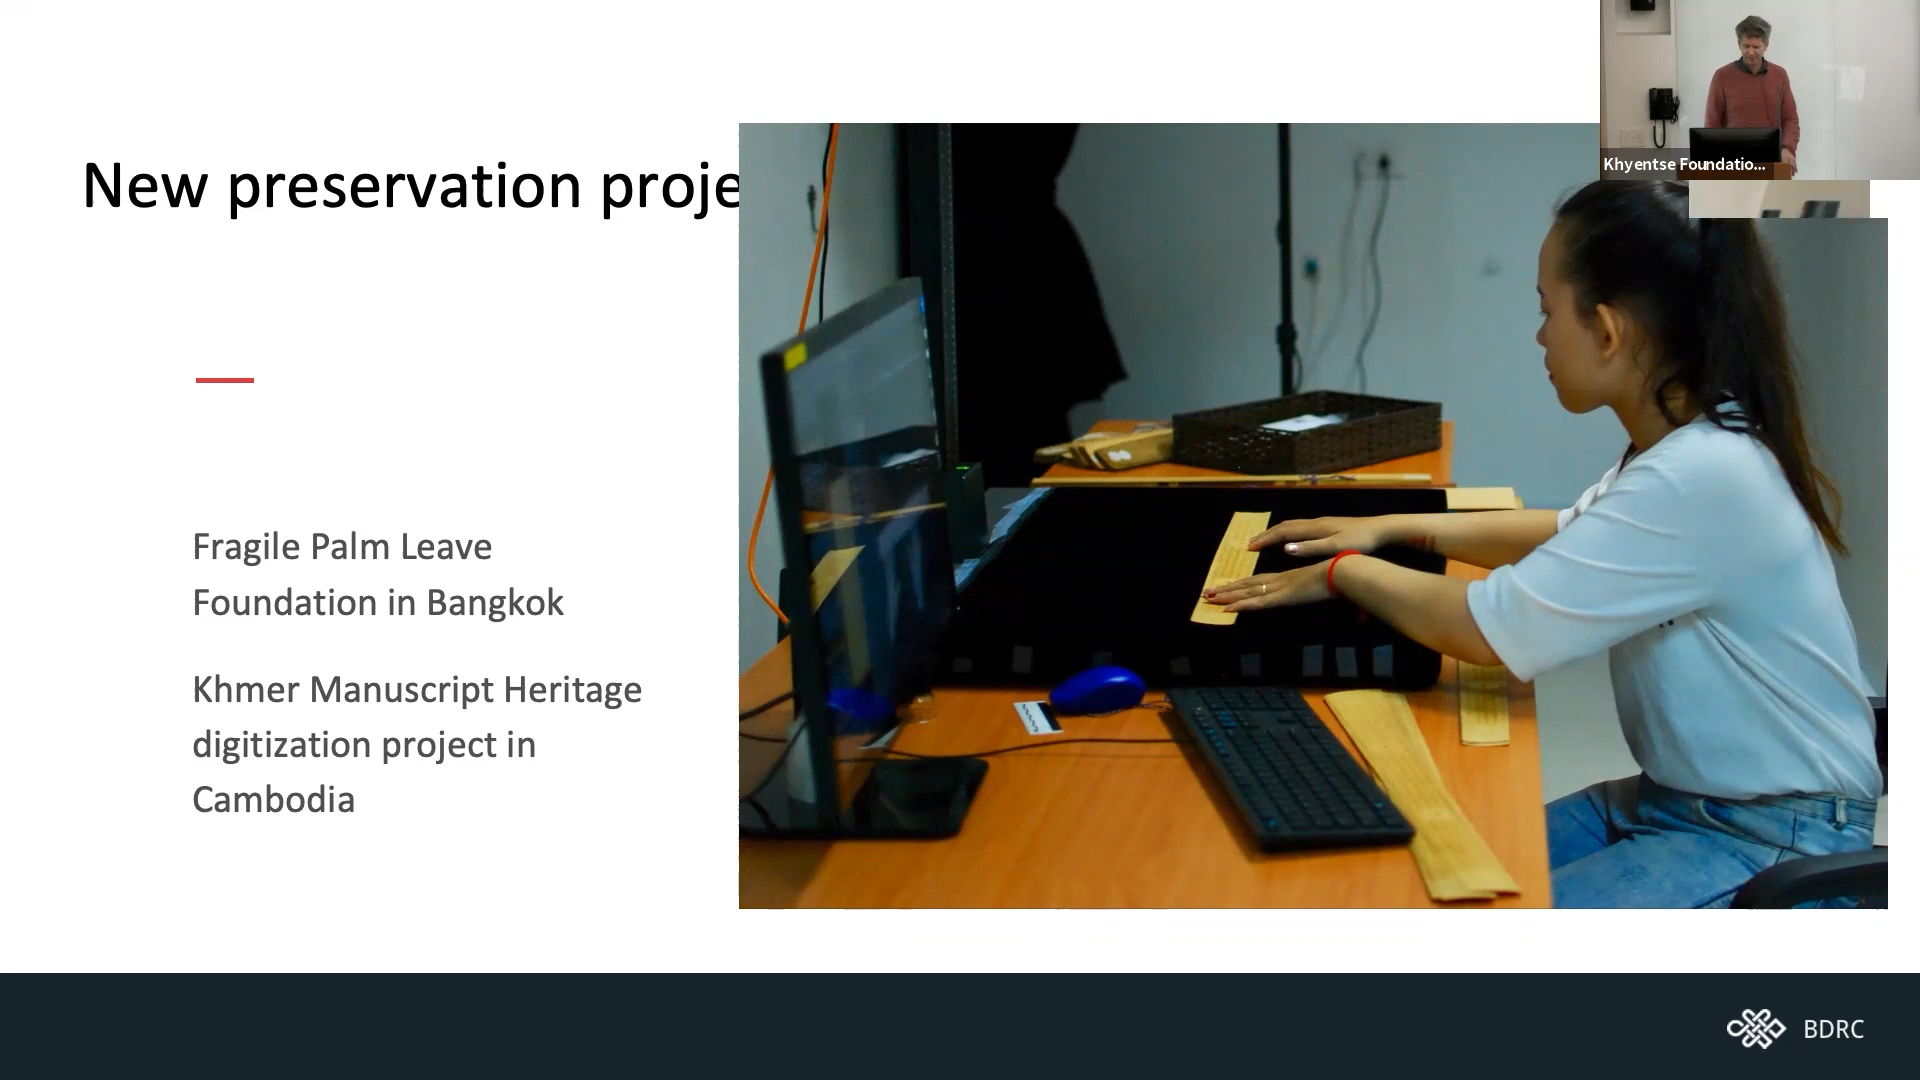 Khyentse Foundatio...
New preservation proje
Fragile Palm Leave
Foundation in Bangkok
Khmer Manuscript Heritage
digitization project in
Cambodia
BDRC